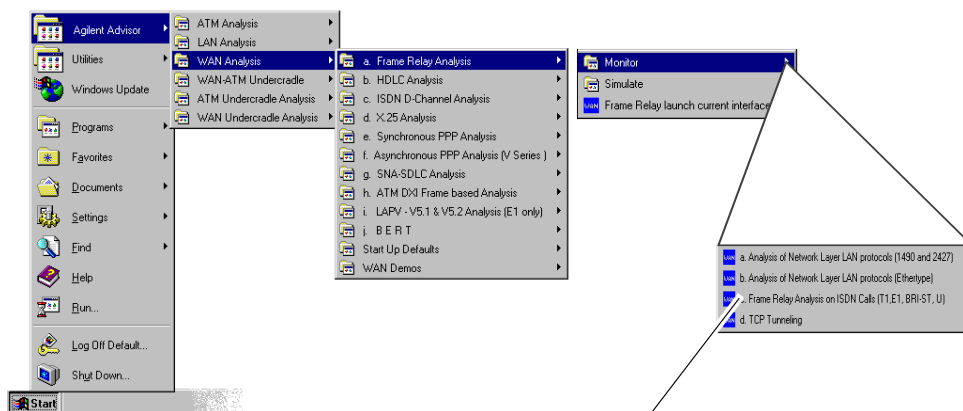 Agilent Advisor
Utilities
Windows Update
Programs
Favorites
Documents
Settings
Find
Help
Run...
Log Off Default...
Shut Down...
Start
ATM Analysis
LAN Analysis
WAN Analysis
WAN-ATM Undercradle
ATM Undercradle Analysis
WAN Undercradle Analysis
a. Frame Relay Analysis
b. HDLC Analysis
c. ISDN D-Channel Analysis
d. X.25 Analysis
e. Synchronous PPP Analysis
f. Asynchronous PPP Analysis (V Series )
g. SNA-SDLC Analysis
h. ATM DXI Frame based Analysis
i. LAPV - V5.1 & V5.2 Analysis (E1 only)
j. B E R T
Start Up Defaults
WAN Demos
Monitor
Simulate
WAN Frame Relay launch current interface
WAN a. Analysis of Network Layer LAN protocols (1490 and 2427)
WAN b. Analysis of Network Layer LAN protocols (Ethertype)
Frame Relay Analysis on ISDN Calls (T1,E1, BRI-ST, U)
d. TCP Tunneling